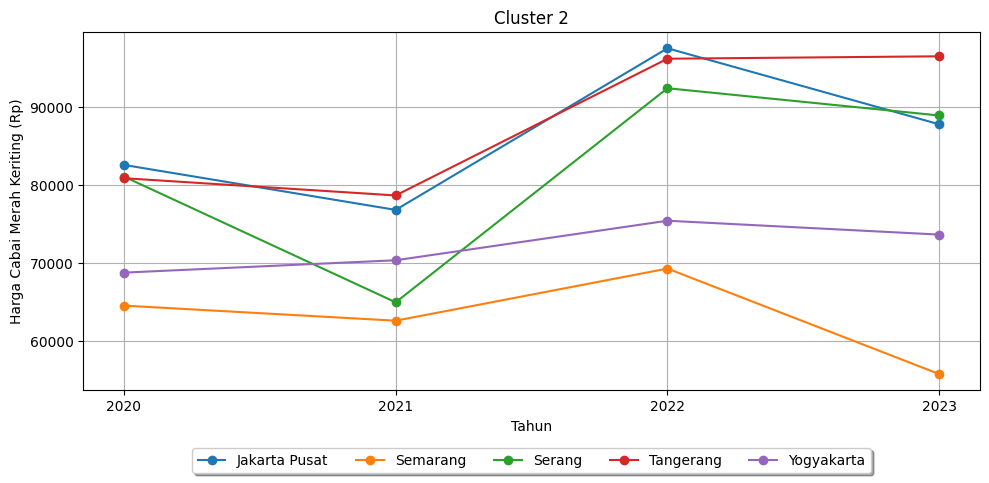 Cluster 2
Harga Cabai Merah Keriting (Rp)
90000
80000
70000
60000
2020 2021 2022 2023
Tahun
Jakarta Pusat Semarang Serang Tangerang Yogyakarta